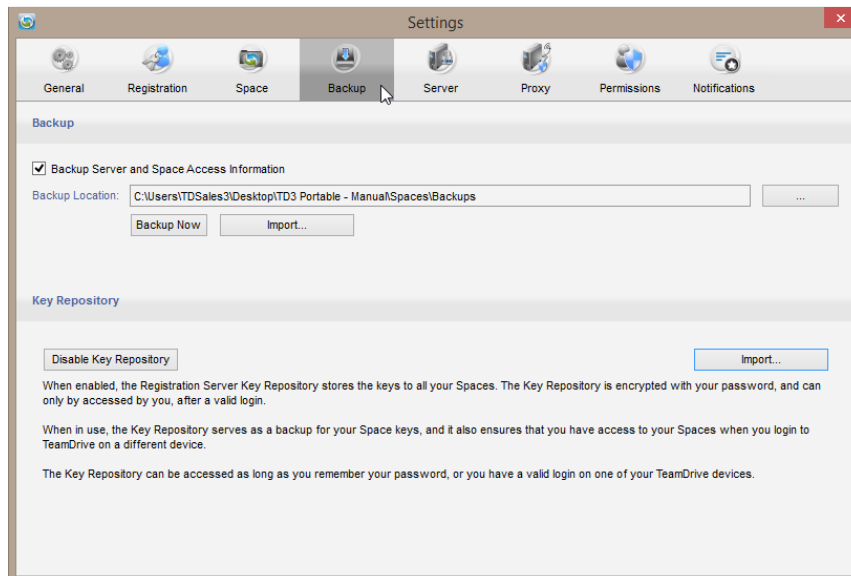 Settings
General Registration Space Backup Server Proxy Permissions Notifications
Backup
Backup Server and Space Access Information
Backup Location: C:\Users\TDSales3\Desktop\TD3 Portable - Manual\Spaces\Backups ...
Backup Now Import...
Key Repository
Disable Key Repository Import...
When enabled, the Registration Server Key Repository stores the keys to all your Spaces. The Key Repository is encrypted with your password, and can
only by accessed by you, after a valid login.
When in use, the Key Repository serves as a backup for your Space keys, and it also ensures that you have access to your Spaces when you login to
TeamDrive on a different device.
The Key Repository can be accessed as long as you remember your password, or you have a valid login on one of your TeamDrive devices.